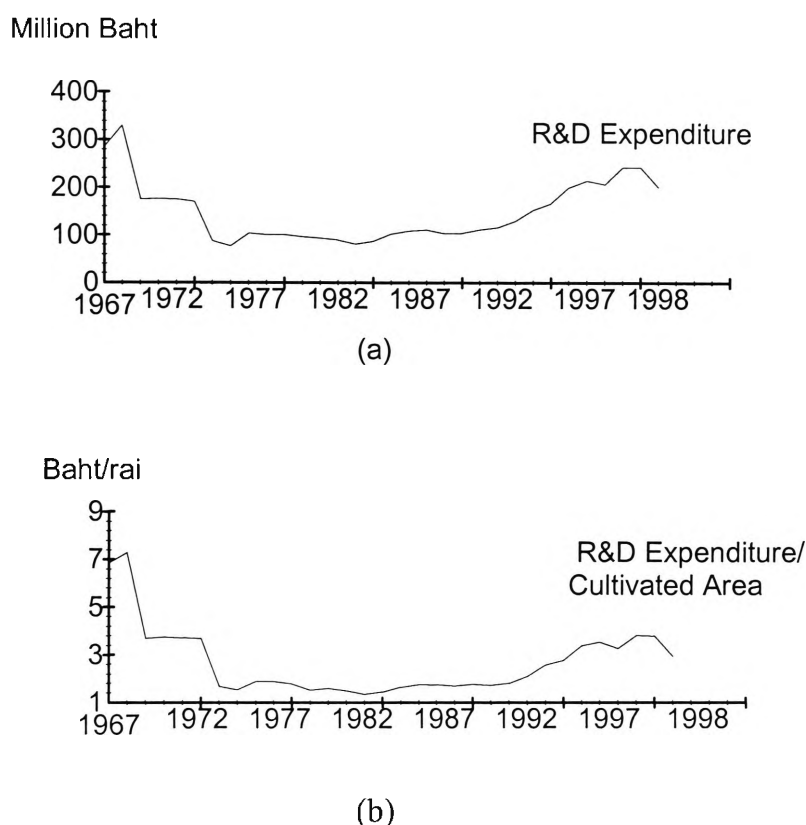 Million Baht
400
300
200
100
0
R&D Expenditure
1967 1972 1977 1982 1987 1992 1997 1998
(a)
Baht/rai
9
7
5
3
1
R&D Expenditure/
Cultivated Area
1967 1972 1977 1982 1987 1992 1997 1998
(b)